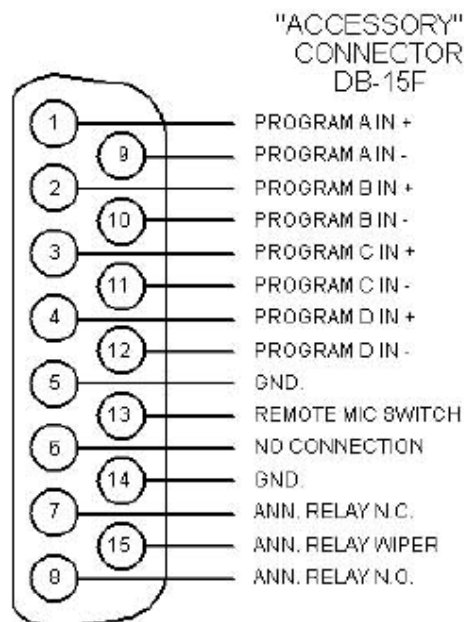 "ACCESSORY"
CONNECTOR
DB-15F
1 PROGRAM A IN +
9 PROGRAM A IN -
2 PROGRAM B IN +
10 PROGRAM B IN -
3 PROGRAM C IN +
11 PROGRAM C IN -
4 PROGRAM D IN +
12 PROGRAM D IN -
5 GND.
13 REMOTE MIC SWITCH
6 NO CONNECTION
14 GND.
7 ANN. RELAY N.C.
15 ANN. RELAY WIPER
8 ANN. RELAY N.O.